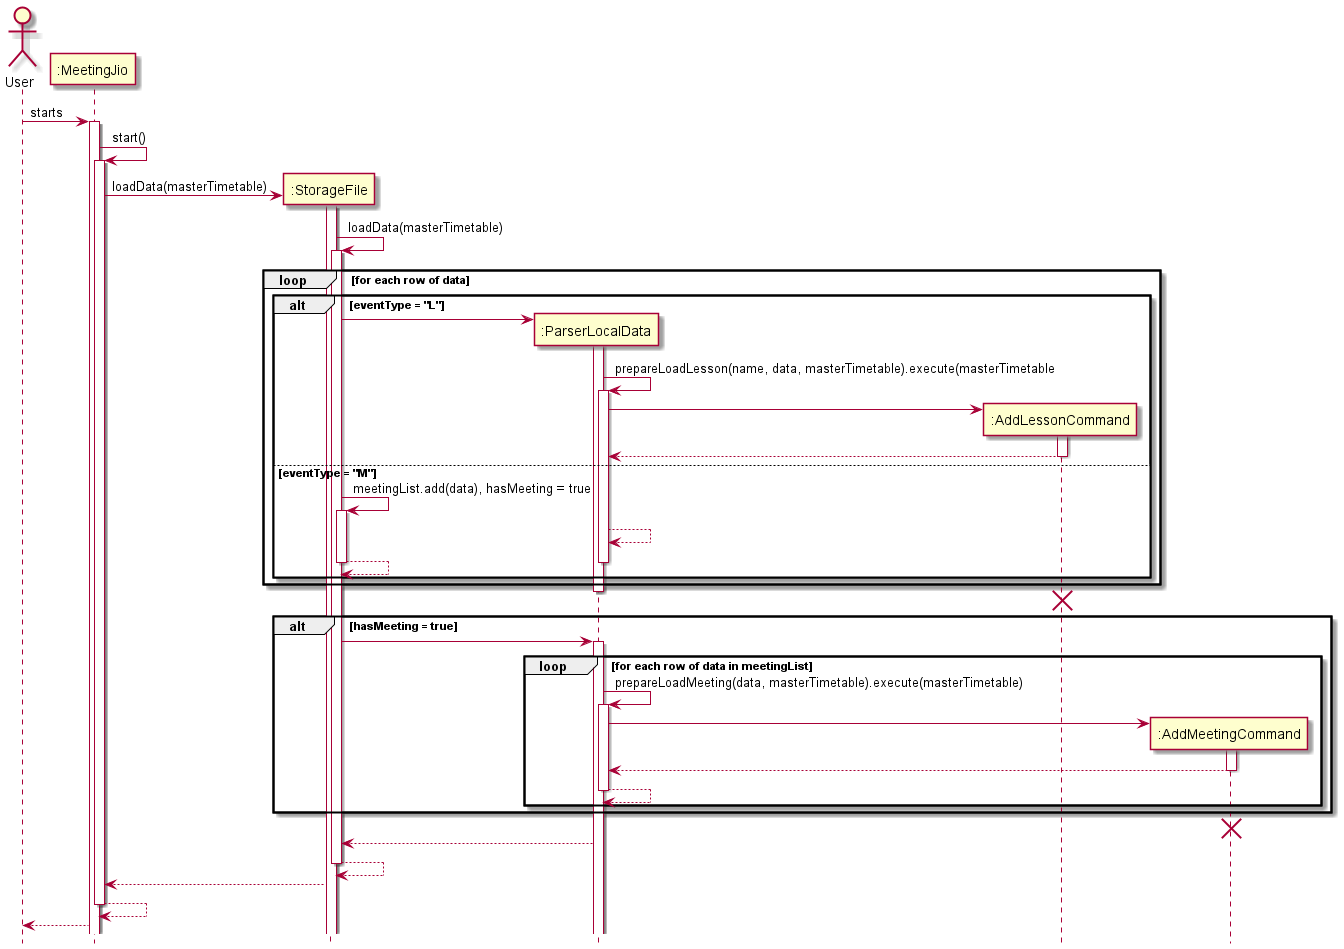 User
:MeetingJio
starts
start()
loadData(masterTimetable)
:StorageFile
loadData(masterTimetable)
loop [for each row of data]
alt [eventType = "L"]
:ParserLocalData
prepareLoadLesson(name, data, masterTimetable).execute(masterTimetable
:AddLessonCommand
[eventType = "M"]
meetingList.add(data), hasMeeting = true
alt [hasMeeting = true]
loop [for each row of data in meetingList]
prepareLoadMeeting(data, masterTimetable).execute(masterTimetable)
:AddMeetingCommand